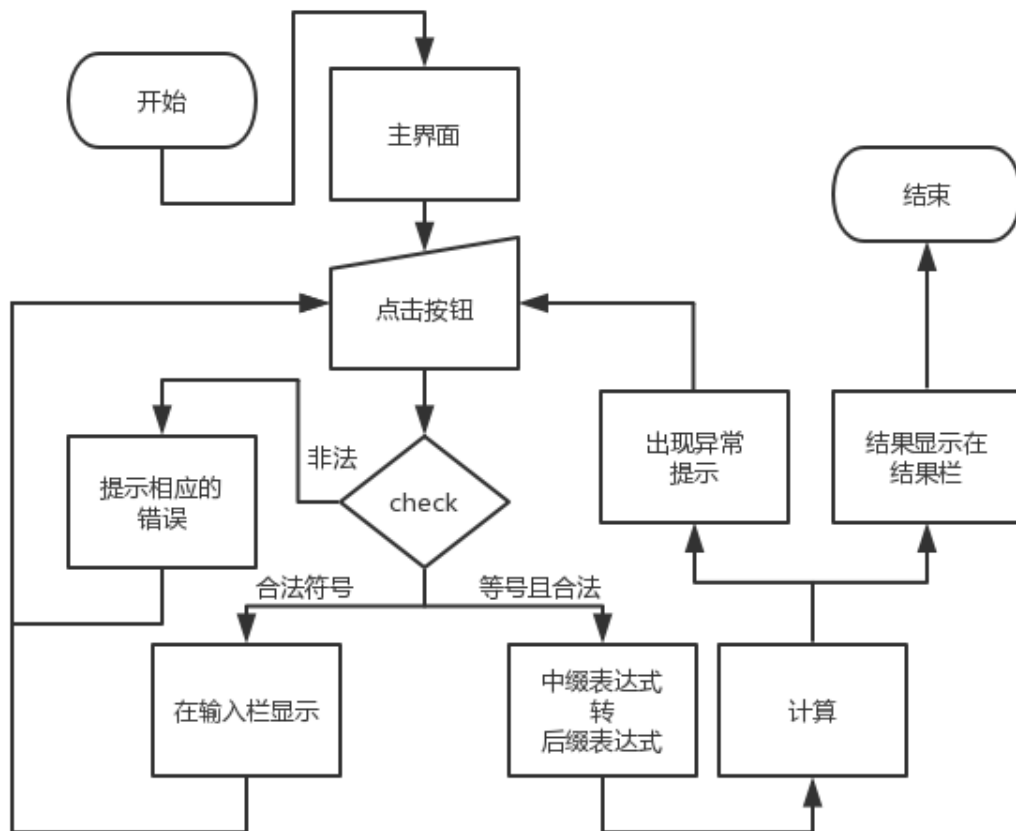 开始
主界面
结束
点击按钮
非法
check
提示相应的
错误
出现异常
提示
结果显示在
结果栏
合法符号
等号且合法
在输入栏显示
中缀表达式
转
后缀表达式
计算